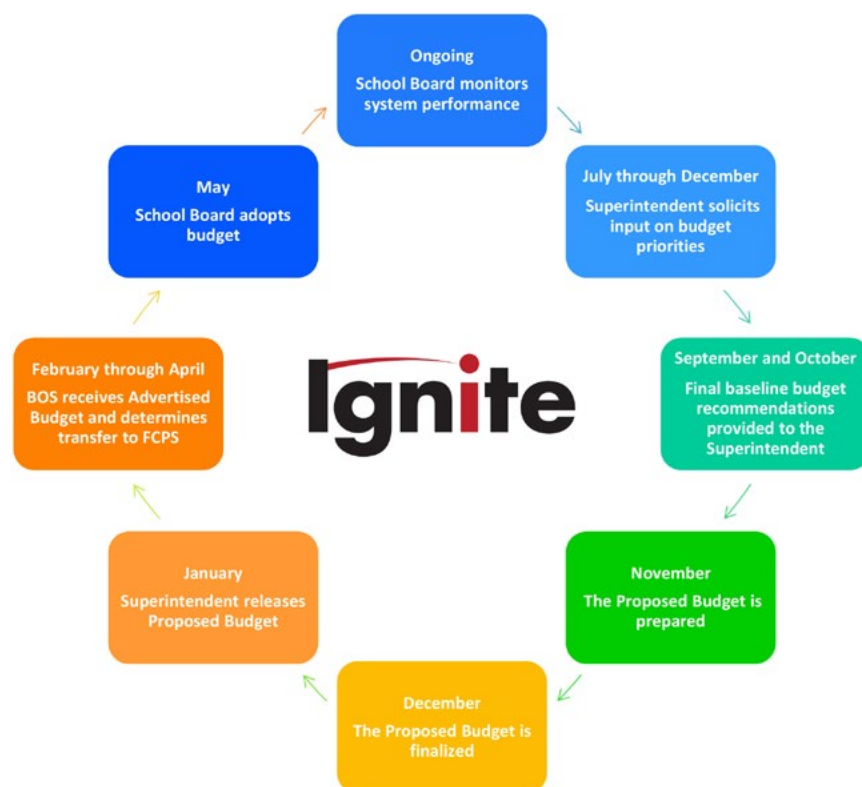 Ongoing
School Board monitors
system performance
July through December
Superintendent solicits
input on budget
priorities
September and October
Final baseline budget
recommendations
provided to the
Superintendent
November
The Proposed Budget is
prepared
December
The Proposed Budget is
finalized
January
Superintendent releases
Proposed Budget
February through April
BOS receives Advertised
Budget and determines
transfer to FCPS
May
School Board adopts
budget
Ignite